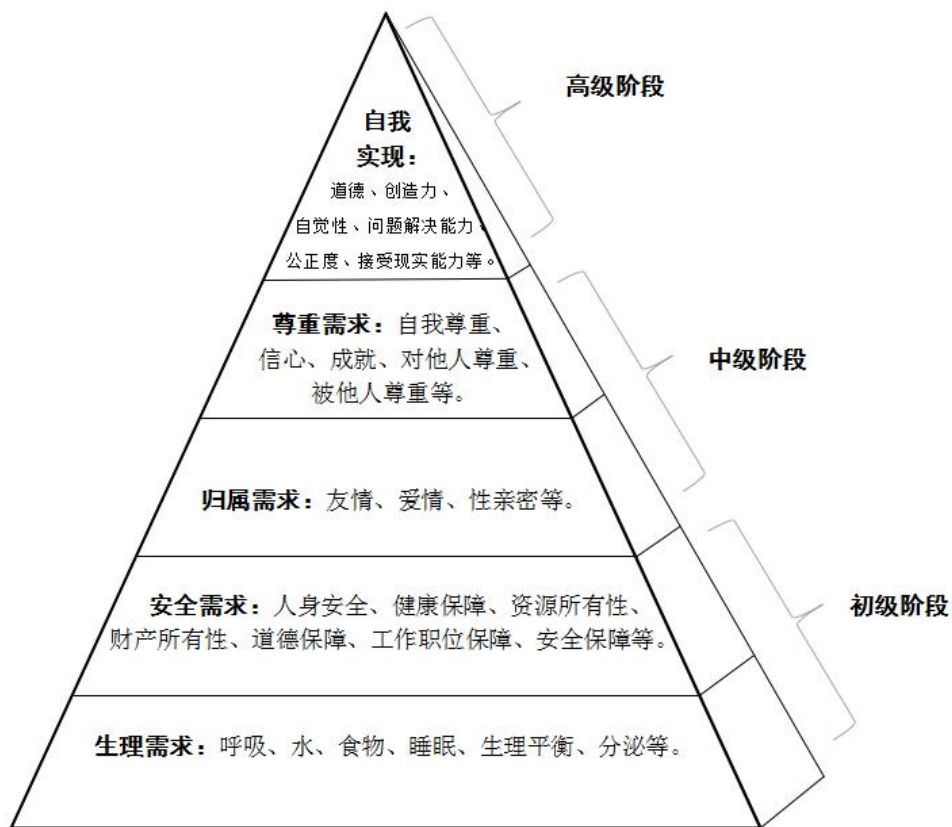 高级阶段
自我
实现：
道德、创造力、
自觉性、问题解决能力、
公正度、接受现实能力等。
尊重需求：自我尊重、
信心、成就、对他人尊重、
被他人尊重等。
中级阶段
归属需求：友情、爱情、性亲密等。
安全需求：人身安全、健康保障、资源所有性、
财产所有性、道德保障、工作职位保障、安全保障等。
初级阶段
生理需求：呼吸、水、食物、睡眠、生理平衡、分泌等。